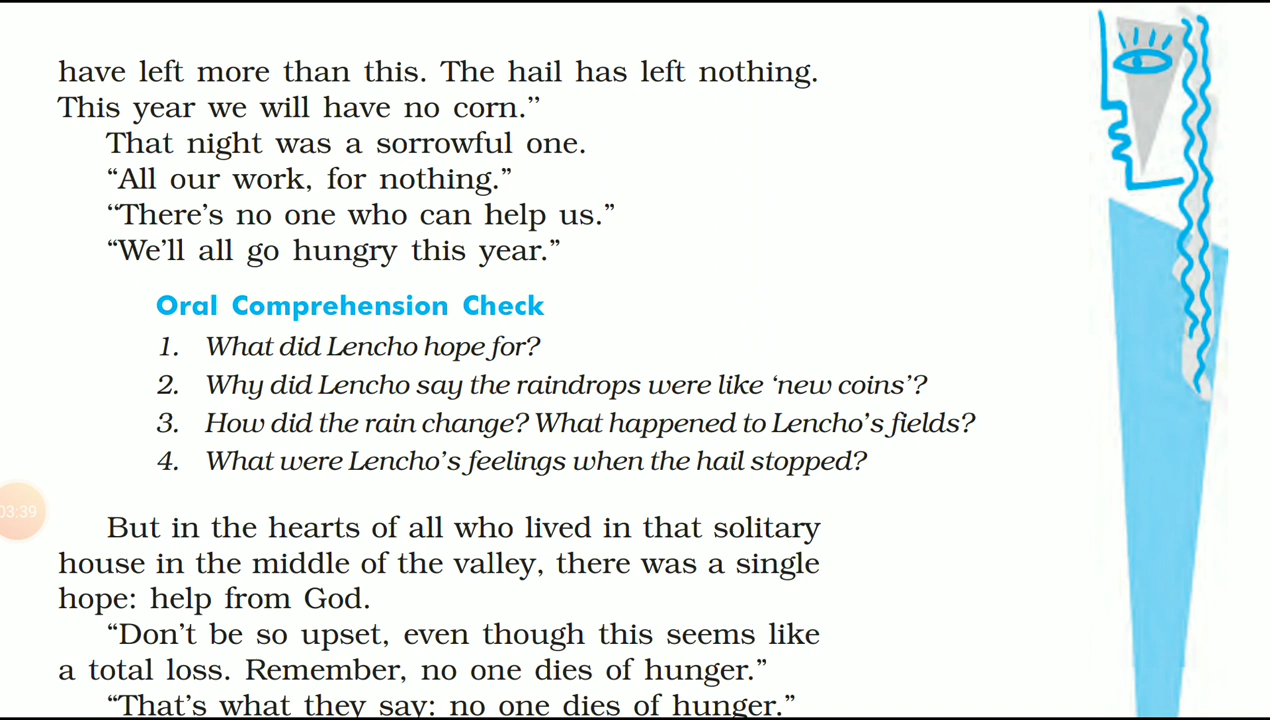 have left more than this. The hail has left nothing.
This year we will have no corn.”
That night was a sorrowful one.
“All our work, for nothing.”
“There’s no one who can help us.”
“We’ll all go hungry this year.”
Oral Comprehension Check
1. What did Lencho hope for?
2. Why did Lencho say the raindrops were like ‘new coins’?
3. How did the rain change? What happened to Lencho’s fields?
4. What were Lencho’s feelings when the hail stopped?
03:39
But in the hearts of all who lived in that solitary
house in the middle of the valley, there was a single
hope: help from God.
“Don’t be so upset, even though this seems like
a total loss. Remember, no one dies of hunger.”
“That’s what they say: no one dies of hunger.”